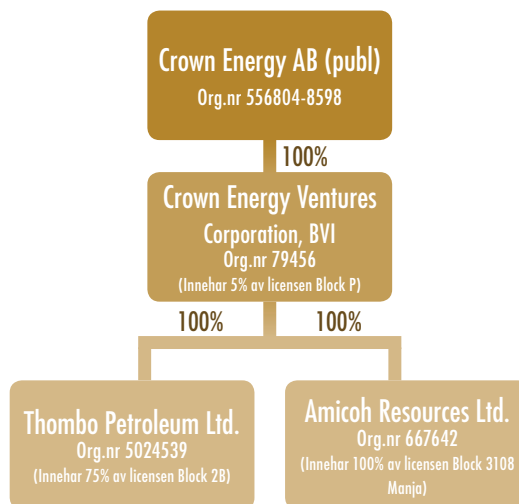 Crown Energy AB (publ)
Org.nr 556804-8598
100%
Crown Energy Ventures
Corporation, BVI
Org.nr 79456
(Innehar 5% av licensen Block P)
100%
100%
Thombo Petroleum Ltd.
Org.nr 5024539
(Innehar 75% av licensen Block 2B)
Amicoh Resources Ltd.
Org.nr 667642
(Innehar 100% av licensen Block 3108
Manja)